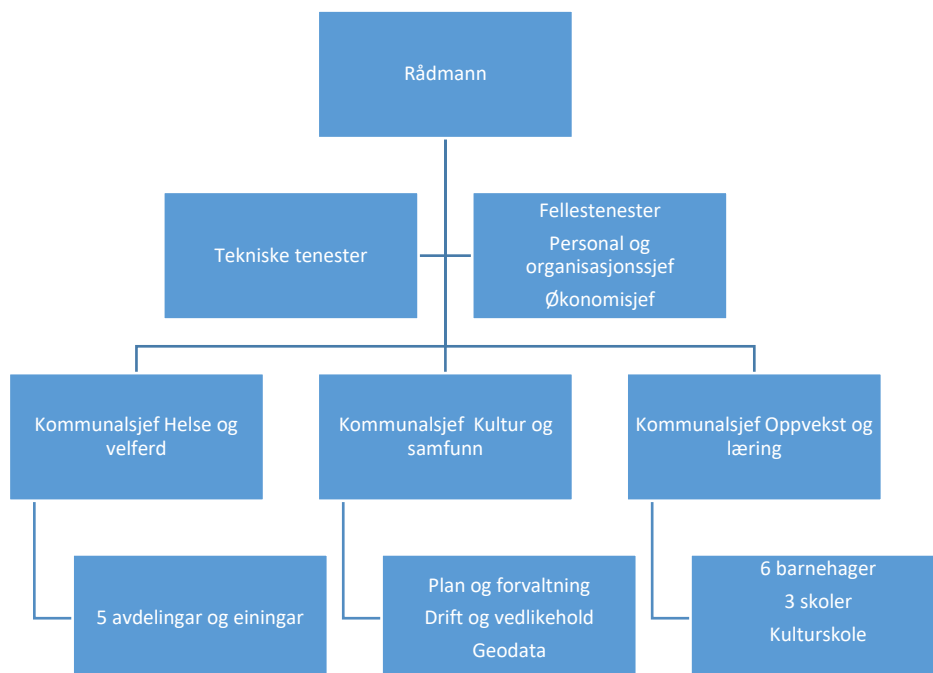 Rådmann
Tekniske tenester
Fellestenester
Personal og
organisasjonssjef
Økonomisjef
Kommunalsjef Helse og
velferd
Kommunalsjef Kultur og
samfunn
Kommunalsjef Oppvekst og
læring
5 avdelingar og einingar
Plan og forvaltning
Drift og vedlikehold
Geodata
6 barnehager
3 skoler
Kulturskole